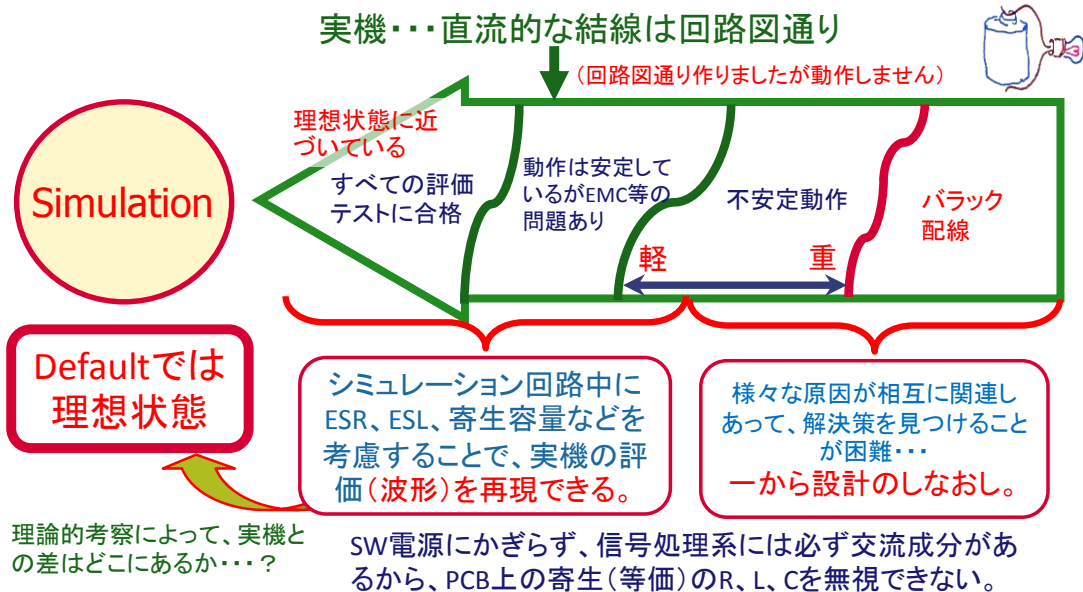 実機・・・直流的な結線は回路図通り
（回路図通り作りましたが動作しません）
Simulation
理想状態に近
づいている
すべての評価
テストに合格
動作は安定して
いるがEMC等の
問題あり
不安定動作
バラック
配線
軽
重
Defaultでは
理想状態
シミュレーション回路中に
ESR、ESL、寄生容量などを
考慮することで、実機の評
価（波形）を再現できる。
様々な原因が相互に関連し
あって、解決策を見つけること
が困難・・・
一から設計のしなおし。
理論的考察によって、実機と
の差はどこにあるか・・・？
SW電源にかぎらず、信号処理系には必ず交流成分があ
るから、PCB上の寄生（等価）のR、L、Cを無視できない。